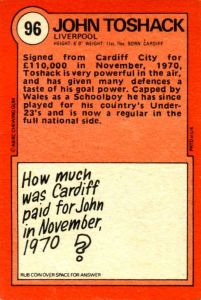 96
JOHN TOSHACK
LIVERPOOL
HEIGHT: 6' 0" WEIGHT: 11st. 7lbs. BORN: CARDIFF
Signed from Cardiff City for
£110,000 in November, 1970,
Toshack is very powerful in the air,
and has given many defences a
taste of his goal power. Capped by
Wales as a Schoolboy he has since
played for his country's Under-
23's and is now a regular in the
full national side.
How much
was Cardiff
paid for John
in November,
1970 ?
RUB COIN OVER SPACE FOR ANSWER